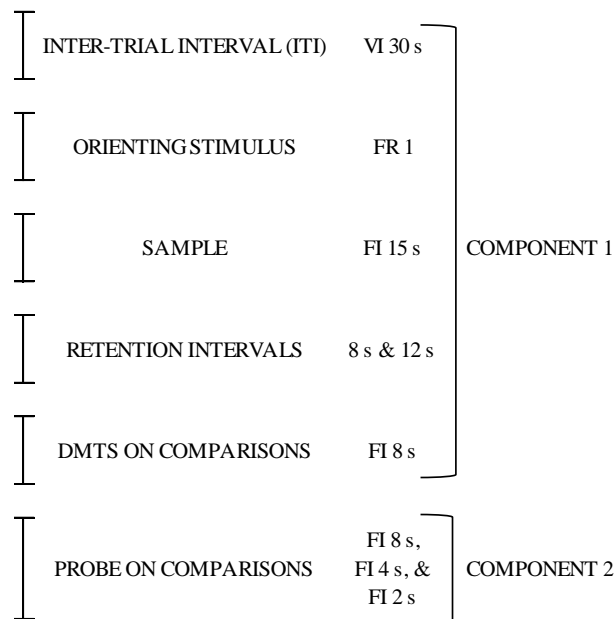 INTER-TRIAL INTERVAL (ITI) VI 30 s
ORIENTING STIMULUS FR 1
SAMPLE FI 15 s COMPONENT 1
RETENTION INTERVALS 8 s & 12 s
DMTS ON COMPARISONS FI 8 s
FI 8 s,
PROBE ON COMPARISONS FI 4 s, & COMPONENT 2
FI 2 s